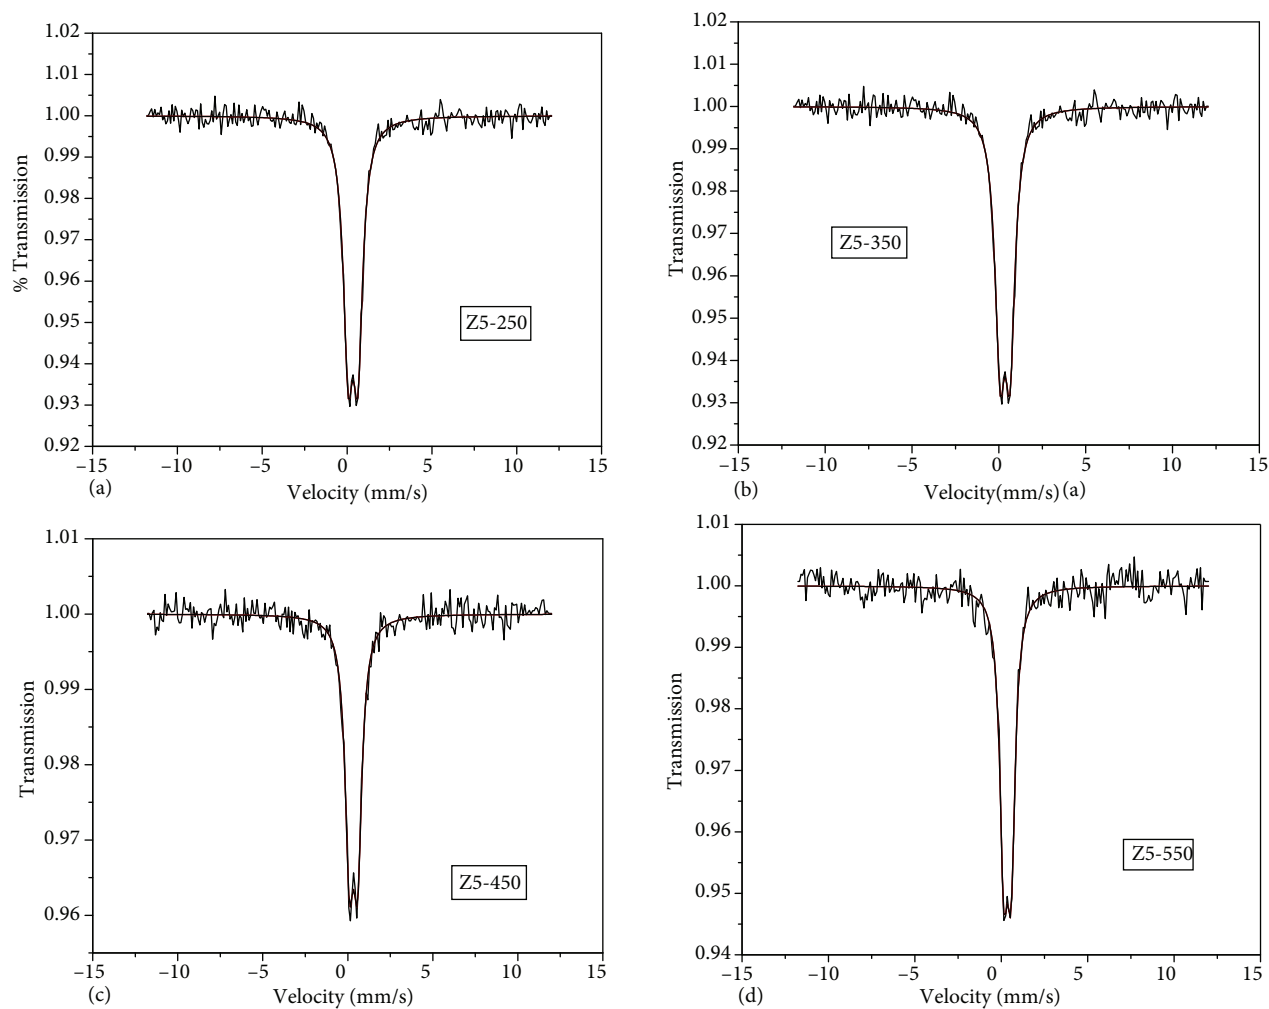 1.02
1.01
1.00
0.99
0.98
0.97
0.96
0.95
0.94
0.93
0.92
% Transmission
Z5-250
−15 −10 −5 0 5 10 15
(a) Velocity (mm/s)
1.02
1.01
1.00
0.99
0.98
0.97
0.96
0.95
0.94
0.93
0.92
Transmission
Z5-350
−15 −10 −5 0 5 10 15
(b) Velocity(mm/s) (a)
1.01
1.00
0.99
0.98
0.97
0.96
Transmission
Z5-450
−15 −10 −5 0 5 10 15
(c) Velocity (mm/s)
1.01
1.00
0.99
0.98
0.97
0.96
0.95
0.94
Transmission
Z5-550
−15 −10 −5 0 5 10 15
(d) Velocity (mm/s)